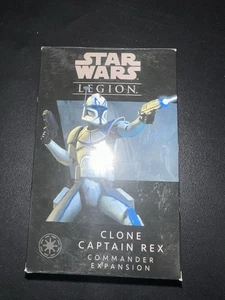 STAR
WARS
LEGION
CLONE
CAPTAIN REX
COMMANDER
EXPANSION